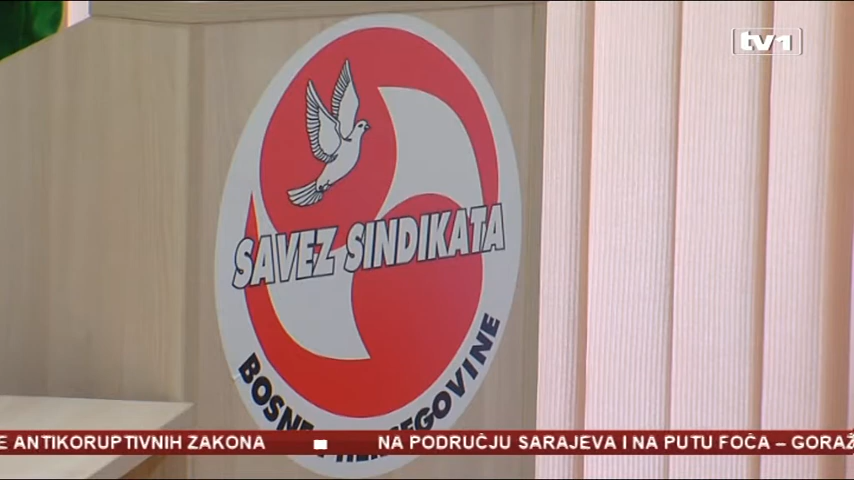 tv1
SAVEZ SINDIKATA
BOSNE I HERCEGOVINE
E ANTIKORUPTIVNIH ZAKONA ■ NA PODRUČJU SARAJEVA I NA PUTU FOČA – GORAŽ